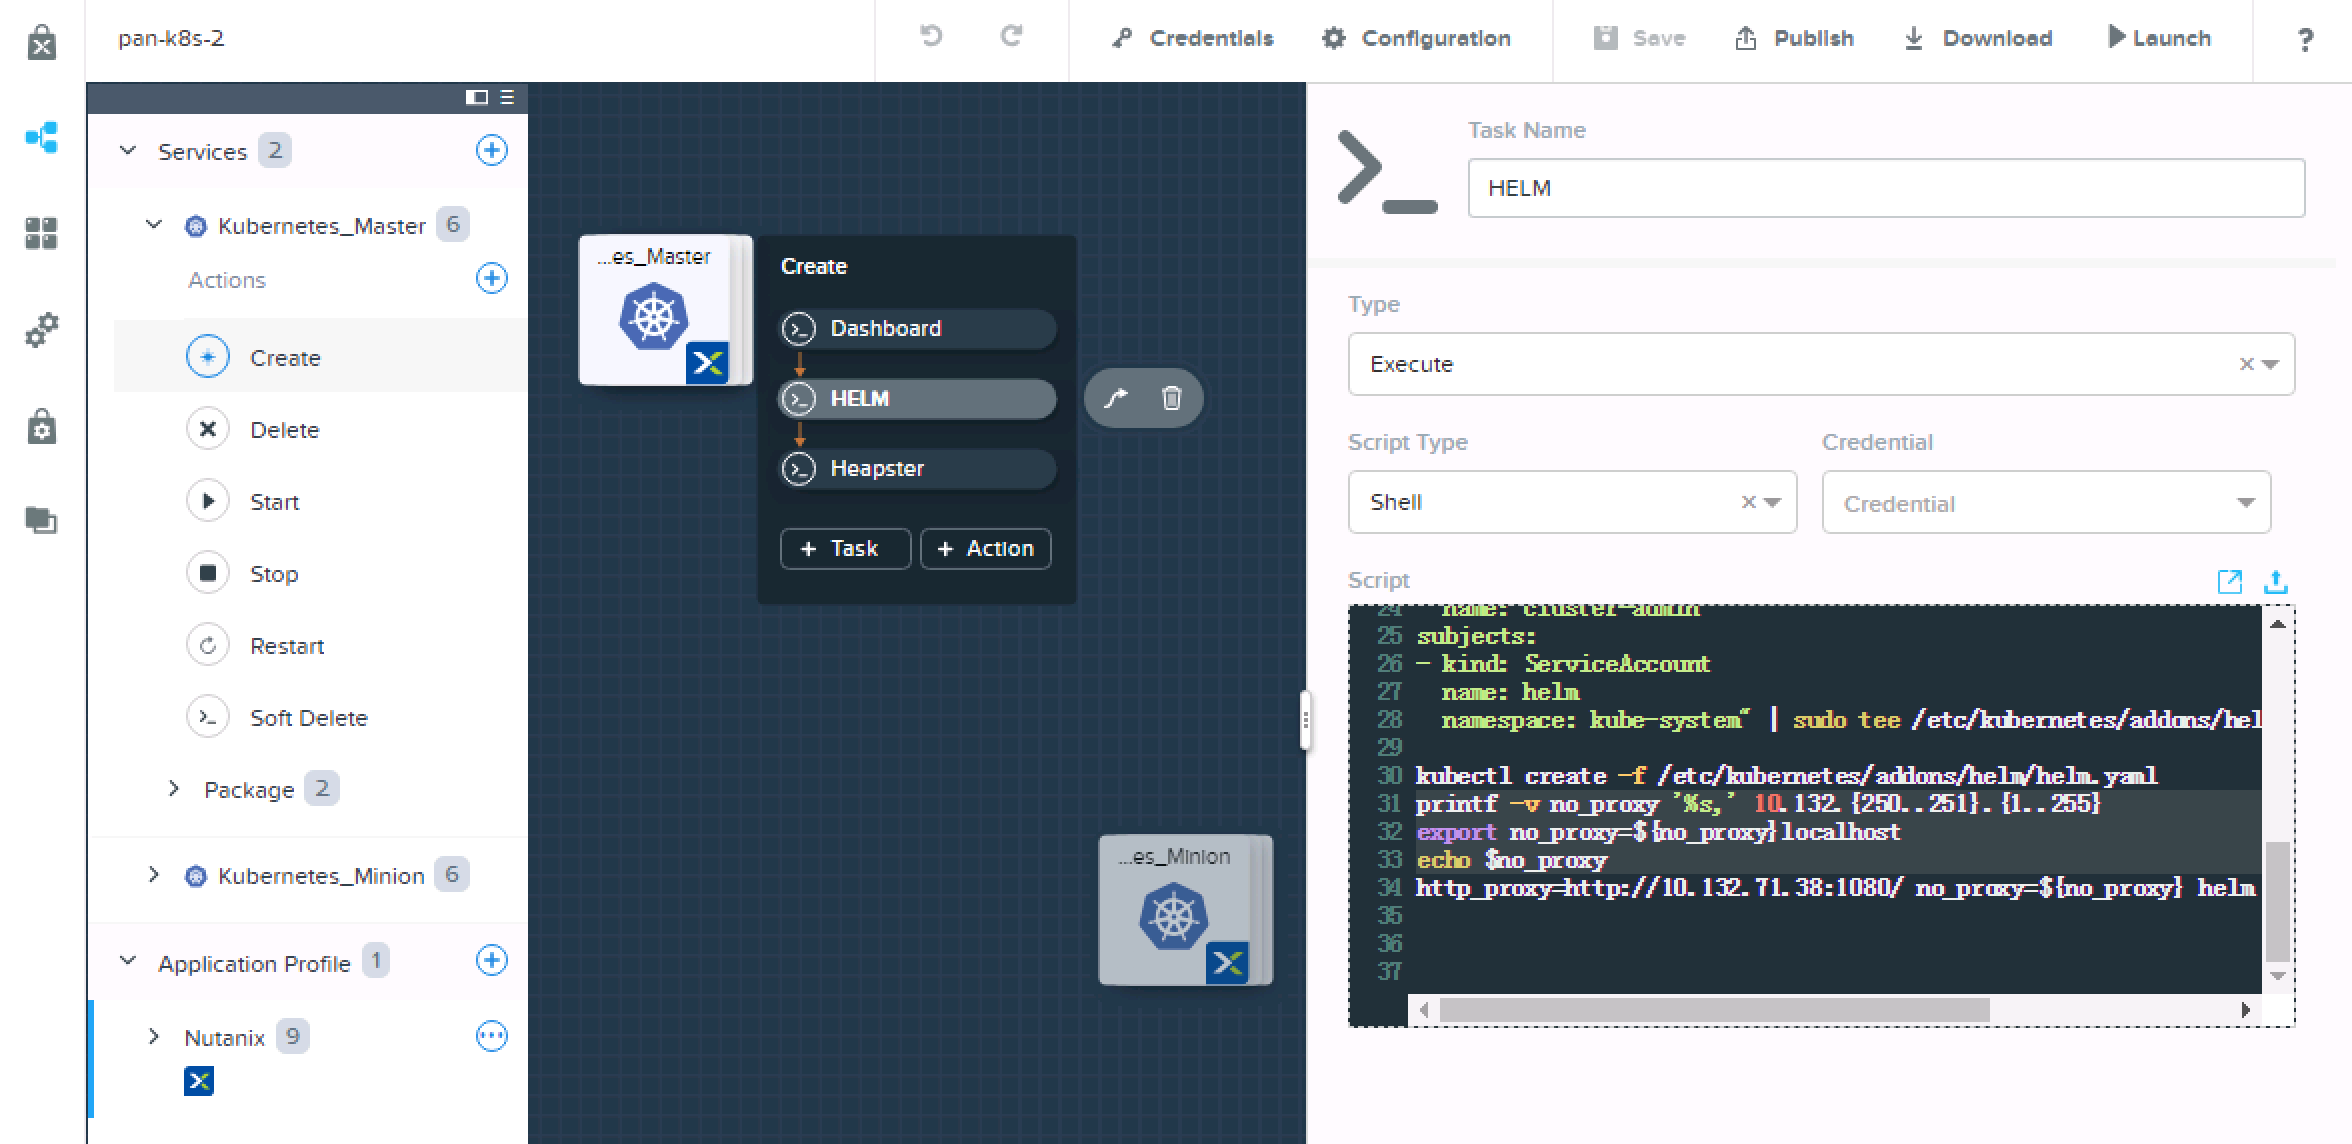 pan-k8s-2
Credentials
Configuration
Save
Publish
Download
Launch
?
Services 2
Kubernetes_Master 6
Actions
Create
Delete
Start
Stop
Restart
Soft Delete
Package 2
Kubernetes_Minion 6
Application Profile 1
Nutanix 9
...es_Master
Create
Dashboard
HELM
Heapster
+ Task
+ Action
...es_Minion
Task Name
HELM
Type
Execute
Script Type
Credential
Shell
Credential
Script
24 name: cluster-admin
25 subjects:
26 - kind: ServiceAccount
27 name: helm
28 namespace: kube-system" | sudo tee /etc/kubernetes/addons/hel
29
30 kubectl create -f /etc/kubernetes/addons/helm/helm.yaml
31 printf -v no_proxy '%s,' 10.132.{250..251}.{1..255}
32 export no_proxy=${no_proxy}localhost
33 echo $no_proxy
34 http_proxy=http://10.132.71.38:1080/ no_proxy=${no_proxy} helm
35
36
37